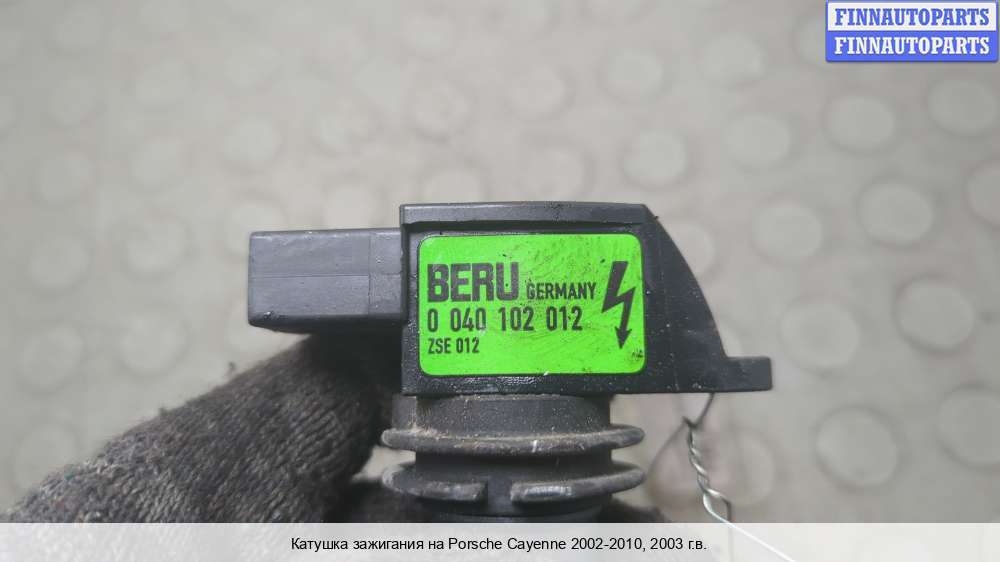 FINNAUTOPARTS
FINNAUTOPARTS
BERU GERMANY
0 040 102 012
ZSE 012
Катушка зажигания на Porsche Cayenne 2002-2010, 2003 г.в.